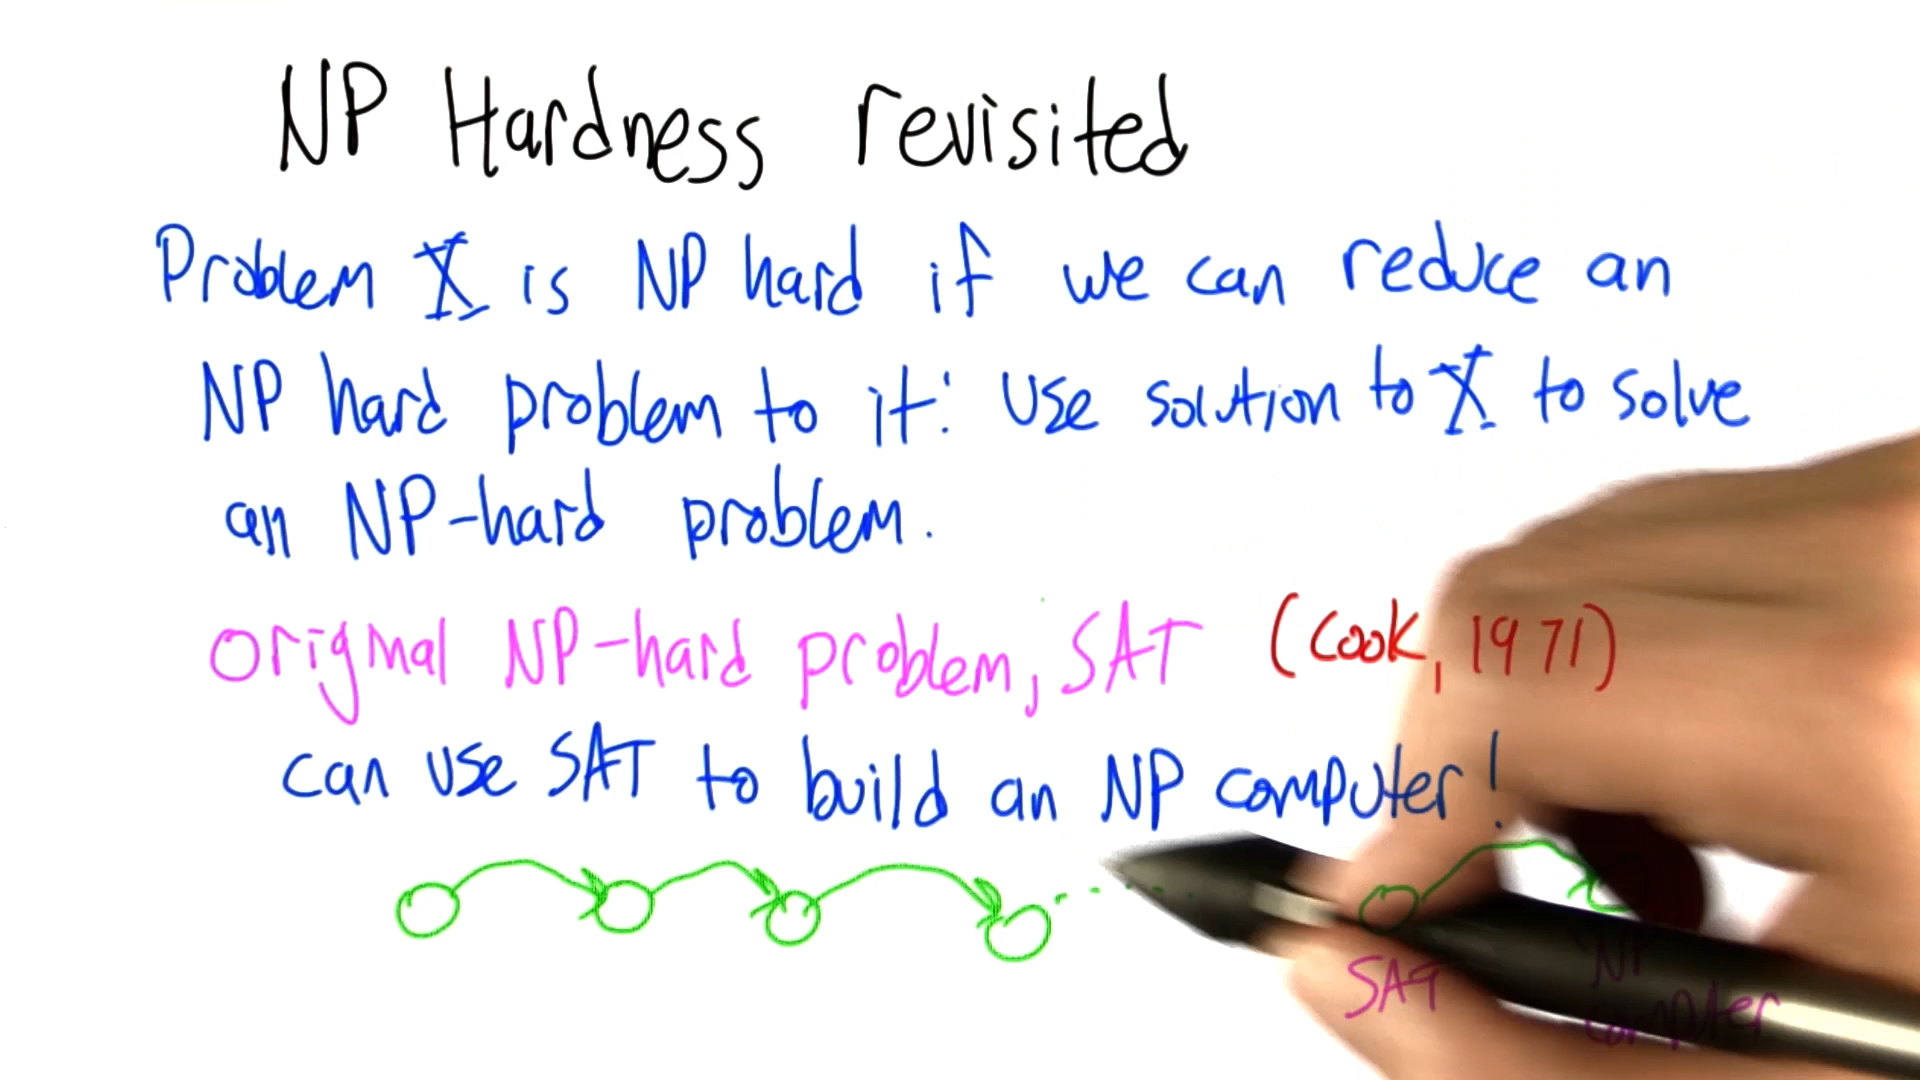 NP Hardness revisited
Problem X is NP hard if we can reduce an
NP hard problem to it: Use solution to X to solve
an NP-hard problem.
original NP-hard problem, SAT (Cook, 1971)
can use SAT to build an NP computer!
SAT NP
computer